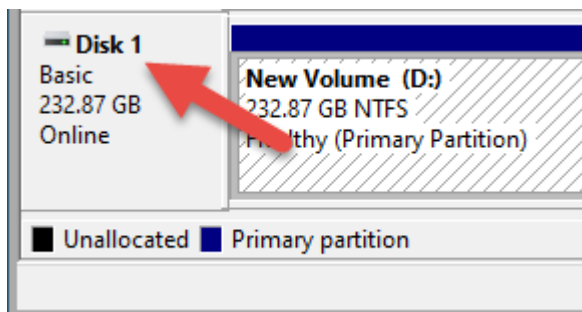 Disk 1
Basic
232.87 GB
Online
New Volume (D:)
232.87 GB NTFS
(Primary Partition)
Unallocated
Primary partition